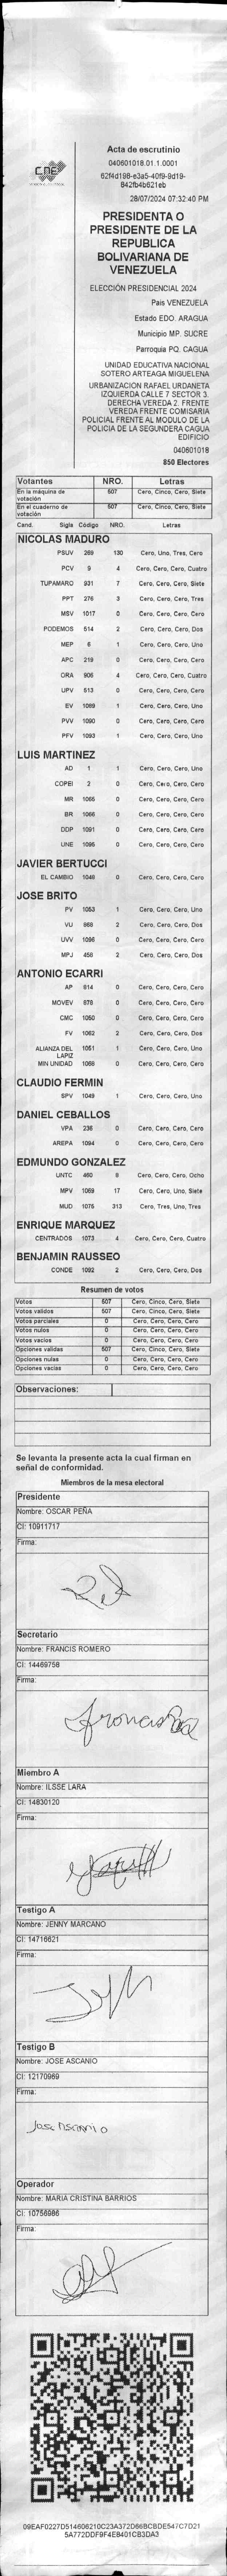 CNE
Acta de escrutinio
040601018.01.1.0001
62f4d198-e3a5-40f9-9d19-
842fb4b621eb
28/07/2024 07:32:40 PM
PRESIDENTA O
PRESIDENTE DE LA
REPUBLICA
BOLIVARIANA DE
VENEZUELA
ELECCIÓN PRESIDENCIAL 2024
Pais VENEZUELA
Estado EDO. ARAGUA
Municipio MP. SUCRE
Parroquia PQ. CAGUA
UNIDAD EDUCATIVA NACIONAL
SOTERO ARTEAGA MIGUELENA
URBANIZACIÓN RAFAEL URDANETA
IZQUIERDA CALLE 7 SECTOR 3.
DERECHA VEREDA 2. FRENTE
VEREDA FRENTE COMISARIA
POLICIAL FRENTE AL MODULO DE LA
POLICIA DE LA SEGUNDERA CAGUA
EDIFICIO
040601018
850 Electores
Votantes NRO. Letras
En la máquina de votación 507 Cero, Cinco, Cero, Siete
En el cuaderno de votación 507 Cero, Cinco, Cero, Siete
Cand. Sigla Código NRO. Letras
NICOLAS MADURO
PSUV 269 130 Cero, Uno, Tres, Cero
PCV 9 4 Cero, Cero, Cero, Cuatro
TUPAMARO 931 7 Cero, Cero, Cero, Siete
PPT 276 3 Cero, Cero, Cero, Tres
MSV 1017 0 Cero, Cero, Cero, Cero
PODEMOS 514 2 Cero, Cero, Cero, Dos
MEP 6 1 Cero, Cero, Cero, Uno
APC 219 0 Cero, Cero, Cero, Cero
ORA 906 4 Cero, Cero, Cero, Cuatro
UPV 513 0 Cero, Cero, Cero, Cero
EV 1089 1 Cero, Cero, Cero, Uno
PVV 1090 0 Cero, Cero, Cero, Cero
PFV 1093 1 Cero, Cero, Cero, Uno
LUIS MARTINEZ
AD 1 1 Cero, Cero, Cero, Uno
COPEI 2 0 Cero, Cero, Cero, Cero
MR 1065 0 Cero, Cero, Cero, Cero
BR 1066 0 Cero, Cero, Cero, Cero
DDP 1091 0 Cero, Cero, Cero, Cero
UNE 1095 0 Cero, Cero, Cero, Cero
JAVIER BERTUCCI
EL CAMBIO 1046 0 Cero, Cero, Cero, Cero
JOSE BRITO
PV 1053 1 Cero, Cero, Cero, Uno
VU 868 2 Cero, Cero, Cero, Dos
UVV 1096 0 Cero, Cero, Cero, Cero
MPJ 458 2 Cero, Cero, Cero, Dos
ANTONIO ECARRI
AP 614 0 Cero, Cero, Cero, Cero
MOVEV 978 0 Cero, Cero, Cero, Cero
CMC 1050 0 Cero, Cero, Cero, Cero
FV 1062 2 Cero, Cero, Cero, Dos
ALIANZA DEL LAPIZ 1051 1 Cero, Cero, Cero, Uno
MIN UNIDAD 1068 0 Cero, Cero, Cero, Cero
CLAUDIO FERMIN
SPV 1049 1 Cero, Cero, Cero, Uno
DANIEL CEBALLOS
VPA 236 0 Cero, Cero, Cero, Cero
AREPA 1094 0 Cero, Cero, Cero, Cero
EDMUNDO GONZALEZ
UNTC 460 8 Cero, Cero, Cero, Ocho
MPV 1069 17 Cero, Cero, Uno, Siete
MUD 1075 313 Cero, Tres, Uno, Tres
ENRIQUE MARQUEZ
CENTRADOS 1073 4 Cero, Cero, Cero, Cuatro
BENJAMIN RAUSSEO
CONDE 1092 2 Cero, Cero, Cero, Dos
Resumen de votos
Votos 507 Cero, Cinco, Cero, Siete
Votos validos 507 Cero, Cinco, Cero, Siete
Votos parciales 0 Cero, Cero, Cero, Cero
Votos nulos 0 Cero, Cero, Cero, Cero
Votos vacios 0 Cero, Cero, Cero, Cero
Opciones validas 507 Cero, Cinco, Cero, Siete
Opciones nulas 0 Cero, Cero, Cero, Cero
Opciones vacias 0 Cero, Cero, Cero, Cero
Observaciones:
Se levanta la presente acta la cual firman en
señal de conformidad.
Miembros de la mesa electoral
Presidente
Nombre: OSCAR PEÑA
CI: 10911717
Firma:
Secretario
Nombre: FRANCIS ROMERO
CI: 14469758
Firma:
Miembro A
Nombre: ILSSE LARA
CI: 14830120
Firma:
Testigo A
Nombre: JENNY MARCANO
CI: 14716621
Firma:
Testigo B
Nombre: JOSE ASCANIO
CI: 12170969
Firma:
Jose Ascanio
Operador
Nombre: MARIA CRISTINA BARRIOS
CI: 10756986
Firma:
09EAF0227D514606210C23A372D66BCBDE547C7D21
5A772DDF9F4EB401CB3DA3